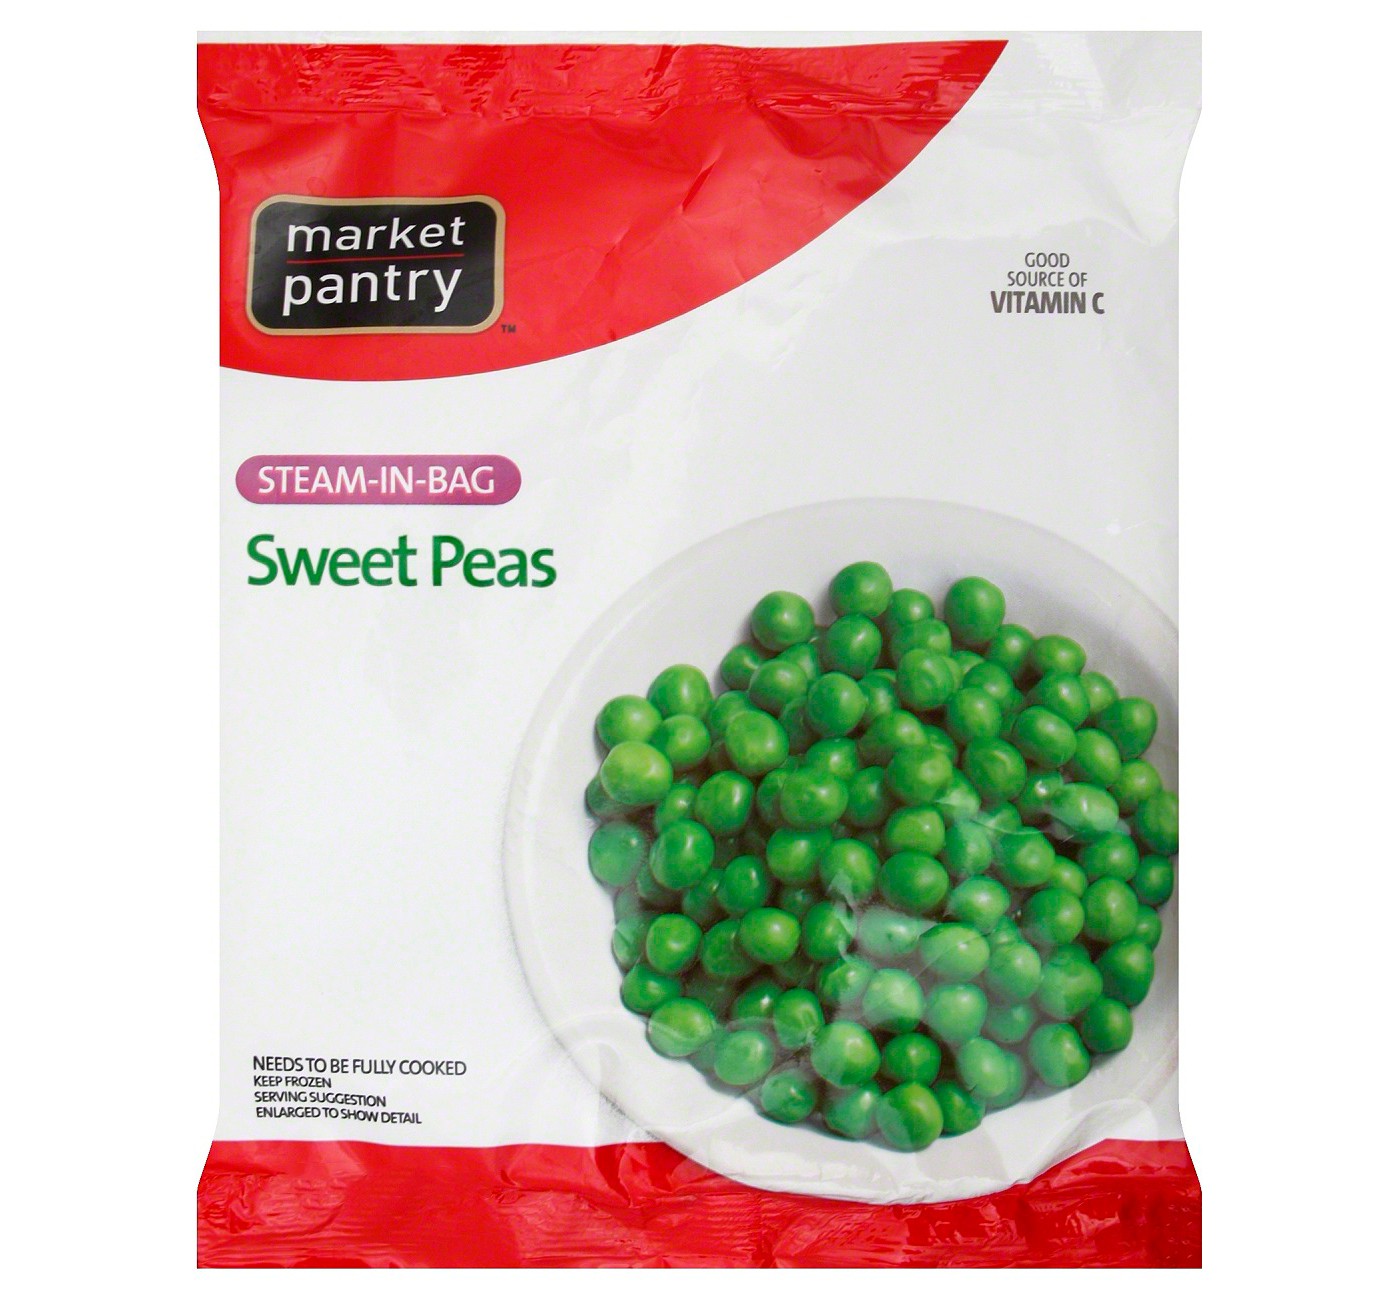 market
pantry
TM
GOOD
SOURCE OF
VITAMIN C
STEAM-IN-BAG
Sweet Peas
NEEDS TO BE FULLY COOKED
KEEP FROZEN
SERVING SUGGESTION
ENLARGED TO SHOW DETAIL